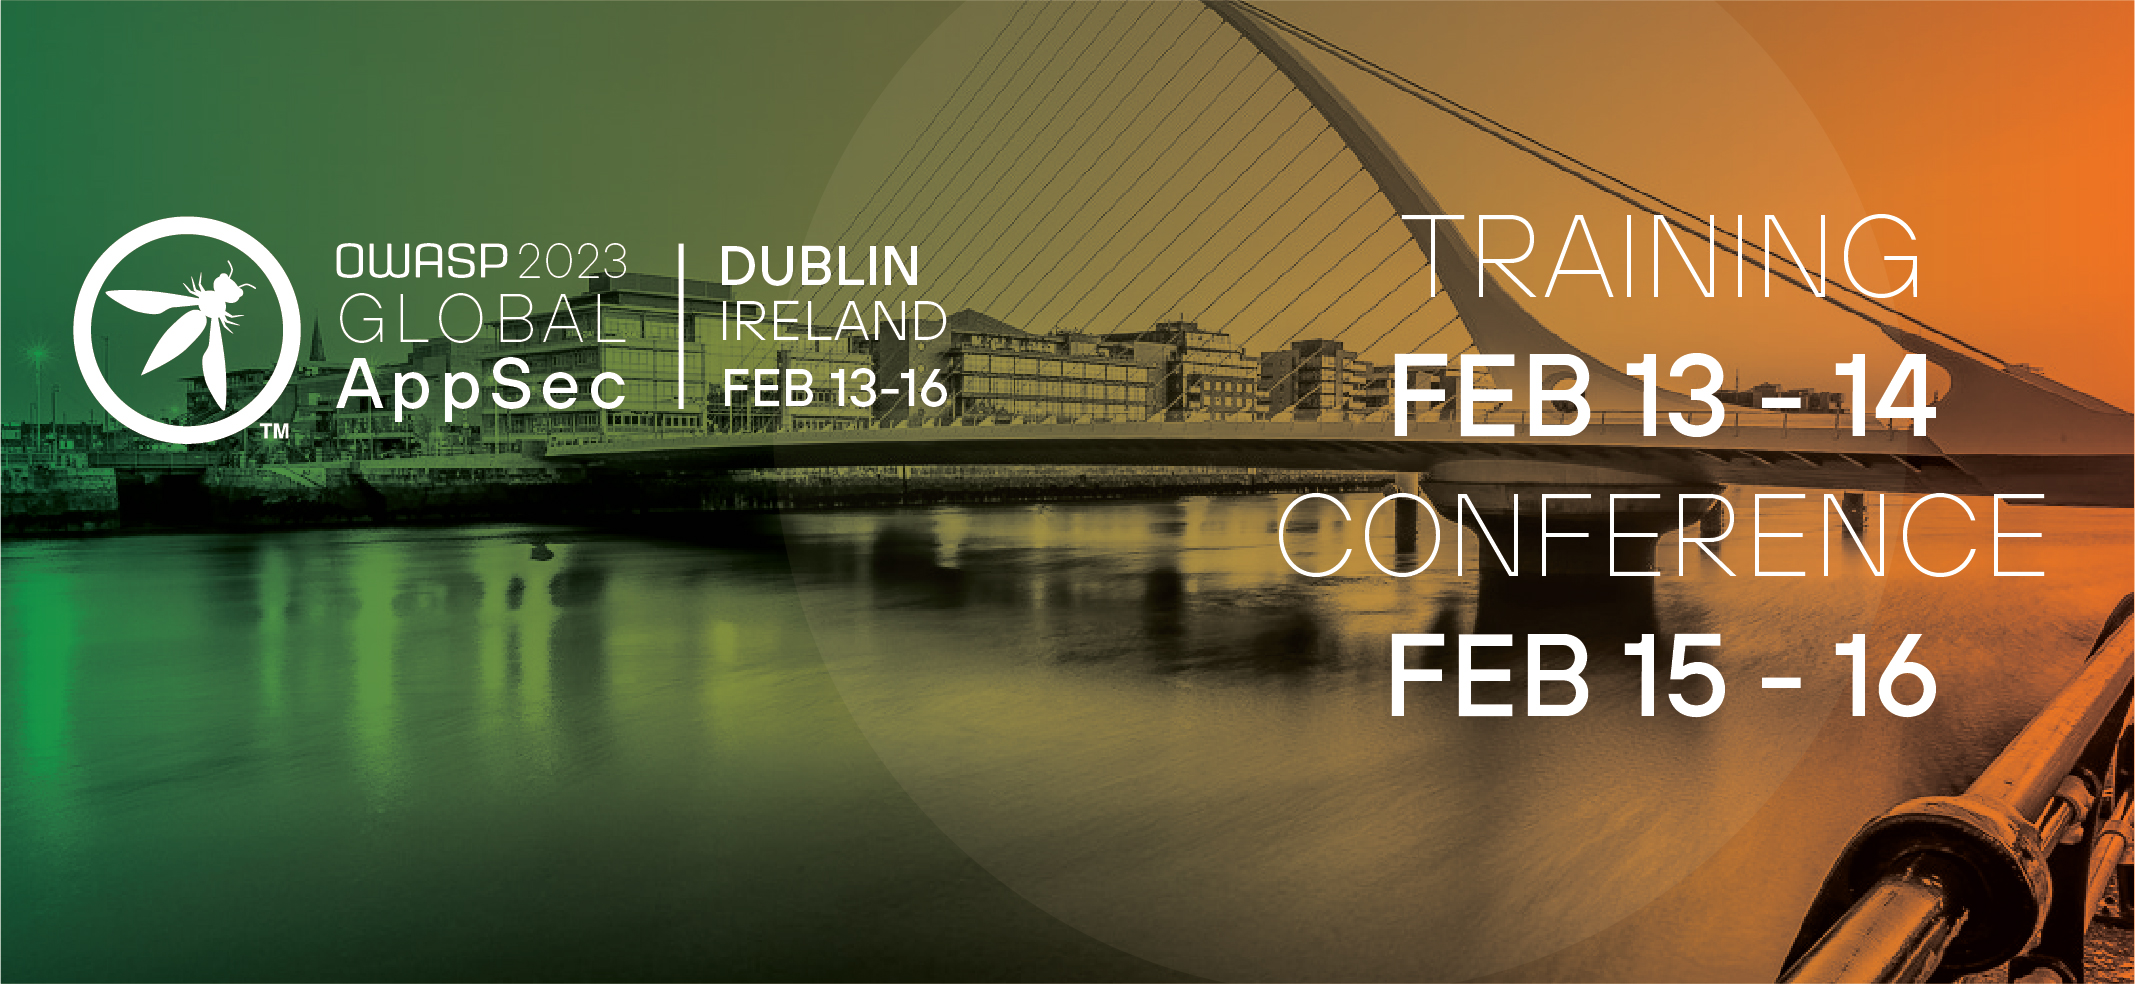 OWASP 2023
GLOBAL
AppSec
TM
DUBLIN
IRELAND
FEB 13-16
TRAINING
FEB 13 - 14
CONFERENCE
FEB 15 - 16